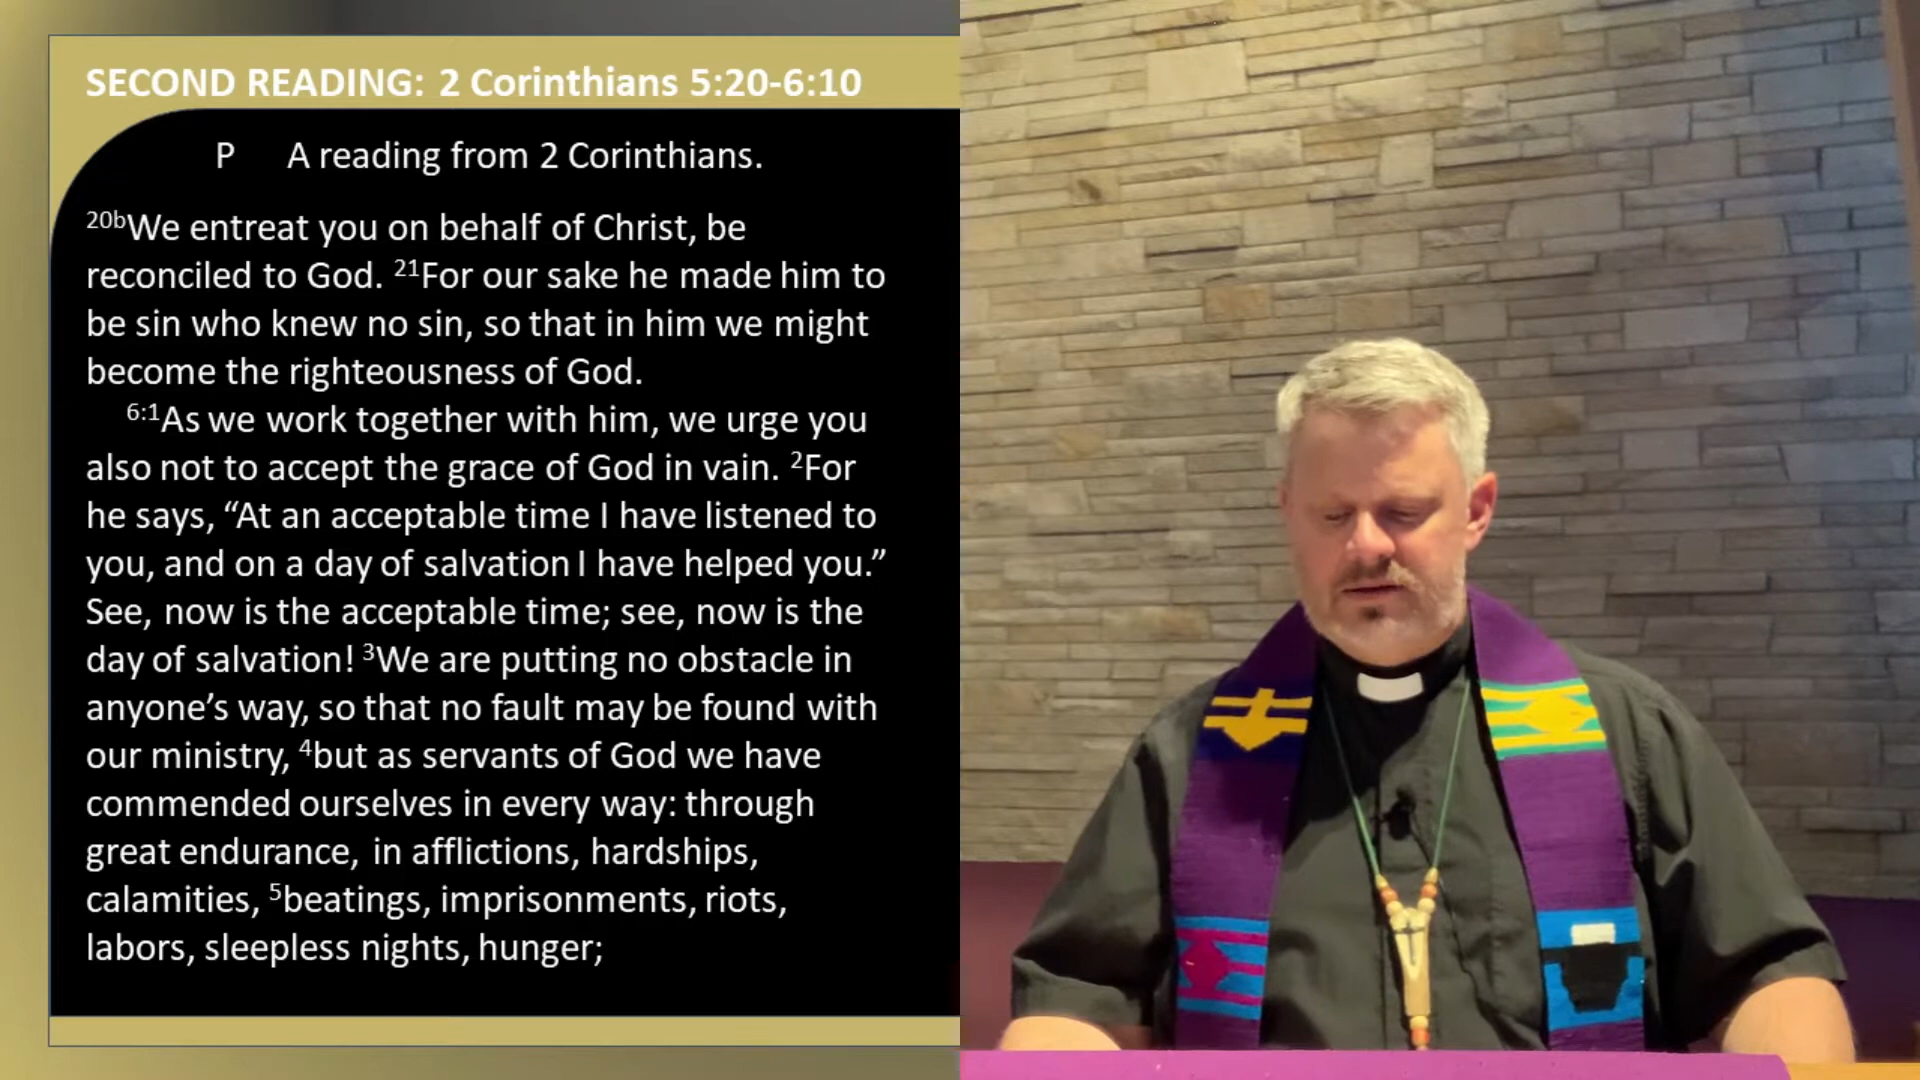 SECOND READING: 2 Corinthians 5:20-6:10
P A reading from 2 Corinthians.
20bWe entreat you on behalf of Christ, be
reconciled to God. 21For our sake he made him to
be sin who knew no sin, so that in him we might
become the righteousness of God.
6:1As we work together with him, we urge you
also not to accept the grace of God in vain. 2For
he says, “At an acceptable time I have listened to
you, and on a day of salvation I have helped you.”
See, now is the acceptable time; see, now is the
day of salvation! 3We are putting no obstacle in
anyone’s way, so that no fault may be found with
our ministry, 4but as servants of God we have
commended ourselves in every way: through
great endurance, in afflictions, hardships,
calamities, 5beatings, imprisonments, riots,
labors, sleepless nights, hunger;